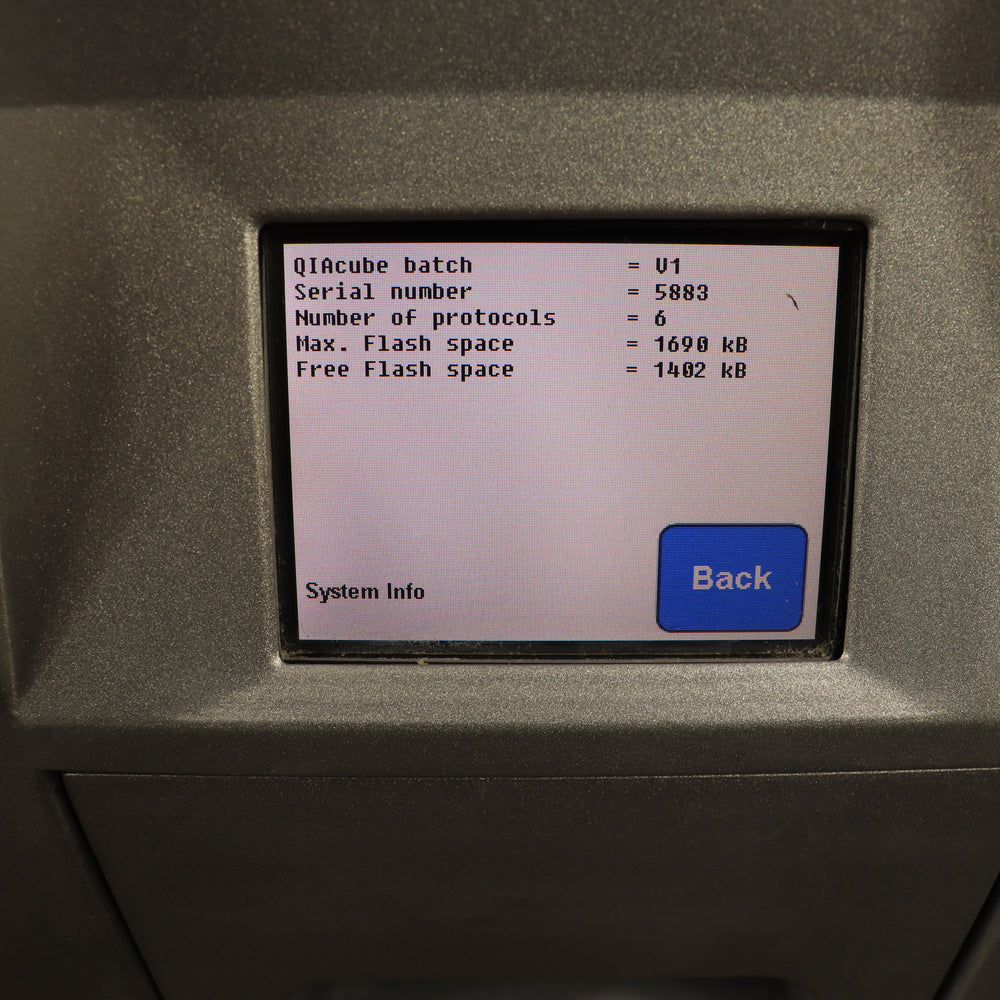 QIAcube batch = V1
Serial number = 5883
Number of protocols = 6
Max. Flash space = 1690 kB
Free Flash space = 1402 kB
System Info
Back